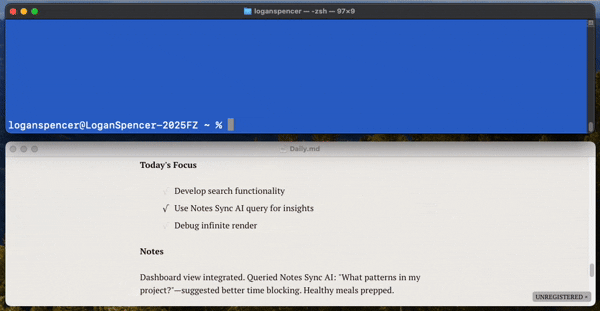 loganspencer — -zsh — 97×9
loganspencer@LoganSpencer-2025FZ ~ %
Daily.md
Today's Focus
Develop search functionality
✓ Use Notes Sync AI query for insights
Debug infinite render
Notes
Dashboard view integrated. Queried Notes Sync AI: "What patterns in my
project?"—suggested better time blocking. Healthy meals prepped.
UNREGISTERED